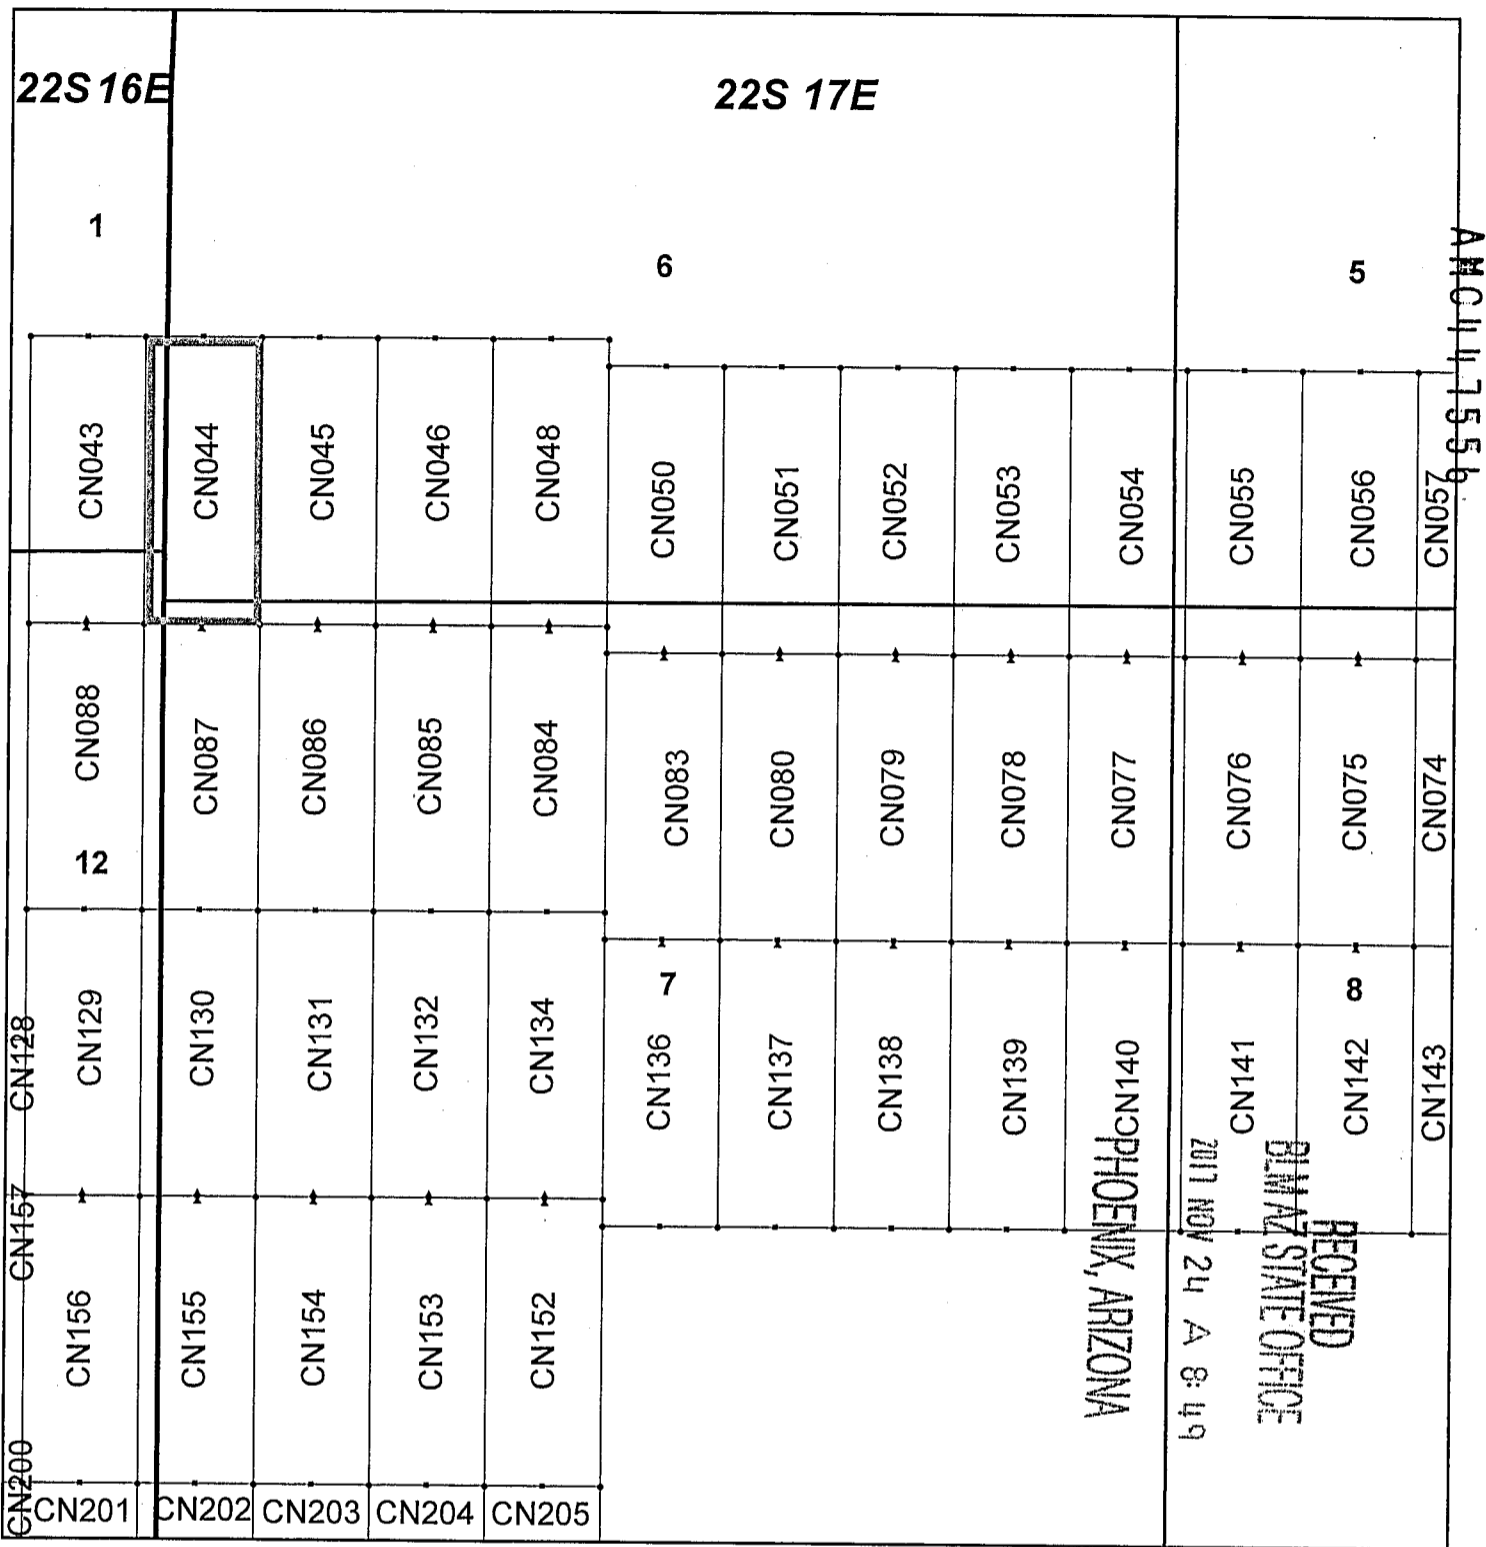 22S 16E
22S 17E
1
6
5
AMC447556
CN043
CN044
CN045
CN046
CN048
CN050
CN051
CN052
CN053
CN054
CN055
CN056
CN057
CN088
CN087
CN086
CN085
CN084
CN083
CN080
CN079
CN078
CN077
CN076
CN075
CN074
12
7
8
CN128
CN129
CN130
CN131
CN132
CN134
CN136
CN137
CN138
CN139
CN140
CN141
CN142
CN143
RECEIVED
BLM AZ STATE OFFICE
2017 NOV 24 A 8:49
PHOENIX, ARIZONA
CN157
CN156
CN155
CN154
CN153
CN152
CN200
CN201
CN202
CN203
CN204
CN205